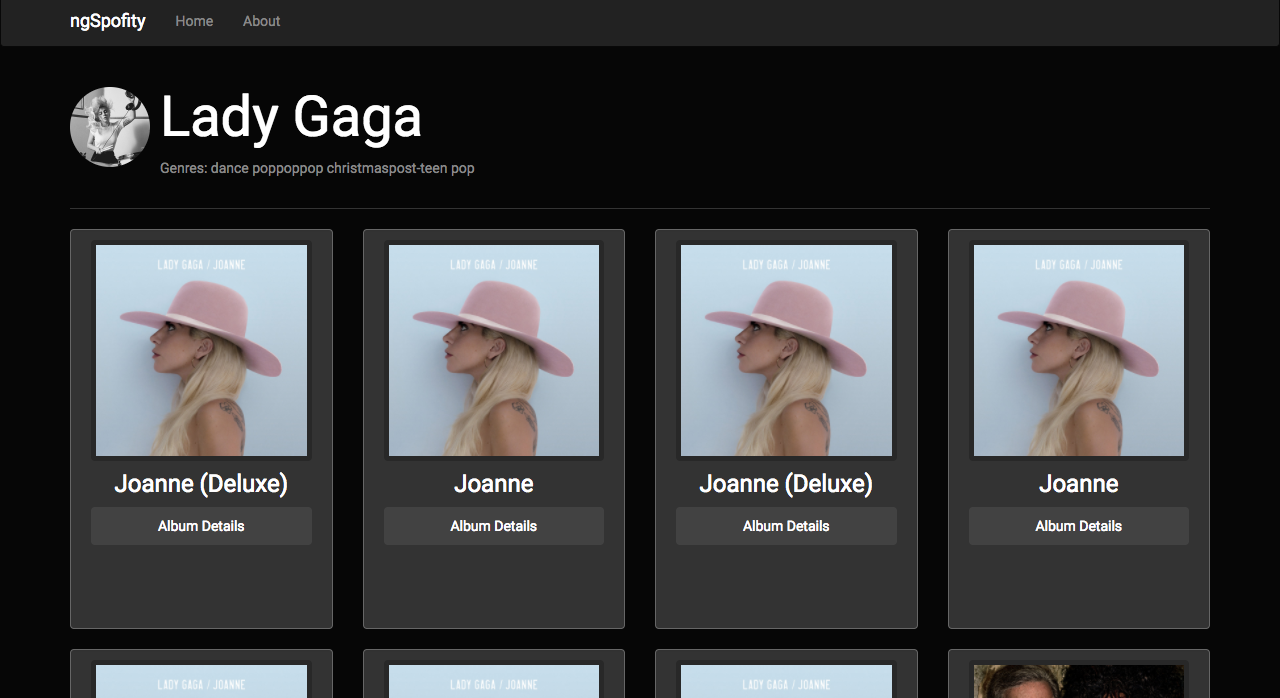 ngSpofity Home About
Lady Gaga
Genres: dance poppoppop christmaspost-teen pop
LADY GAGA / JOANNE LADY GAGA / JOANNE LADY GAGA / JOANNE LADY GAGA / JOANNE
Joanne (Deluxe) Joanne Joanne (Deluxe) Joanne
Album Details Album Details Album Details Album Details
LADY GAGA / JOANNE LADY GAGA / JOANNE LADY GAGA / JOANNE